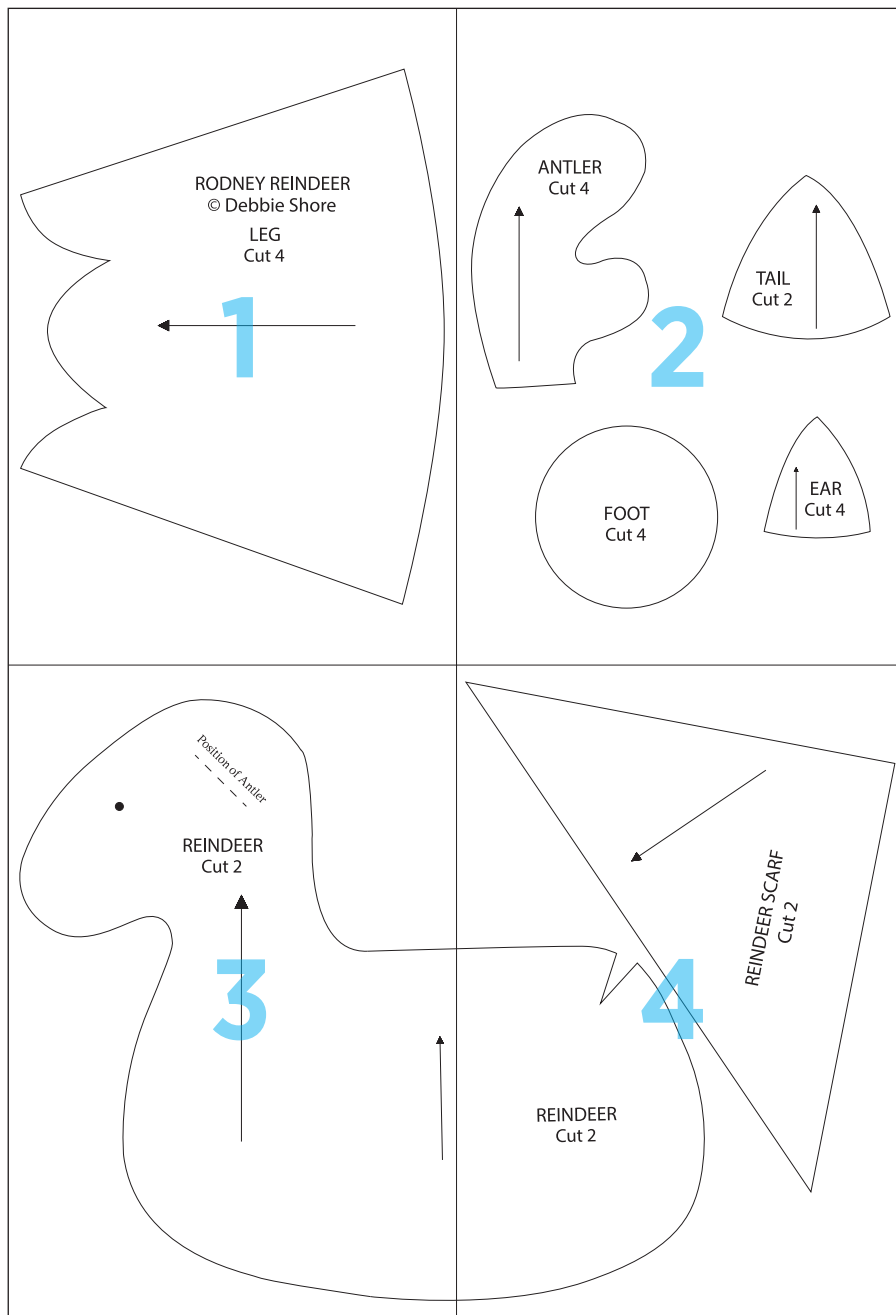 RODNEY REINDEER
© Debbie Shore
LEG
Cut 4
1
ANTLER
Cut 4
TAIL
Cut 2
2
FOOT
Cut 4
EAR
Cut 4
Position of Antler
REINDEER
Cut 2
3
REINDEER SCARF
Cut 2
4
REINDEER
Cut 2